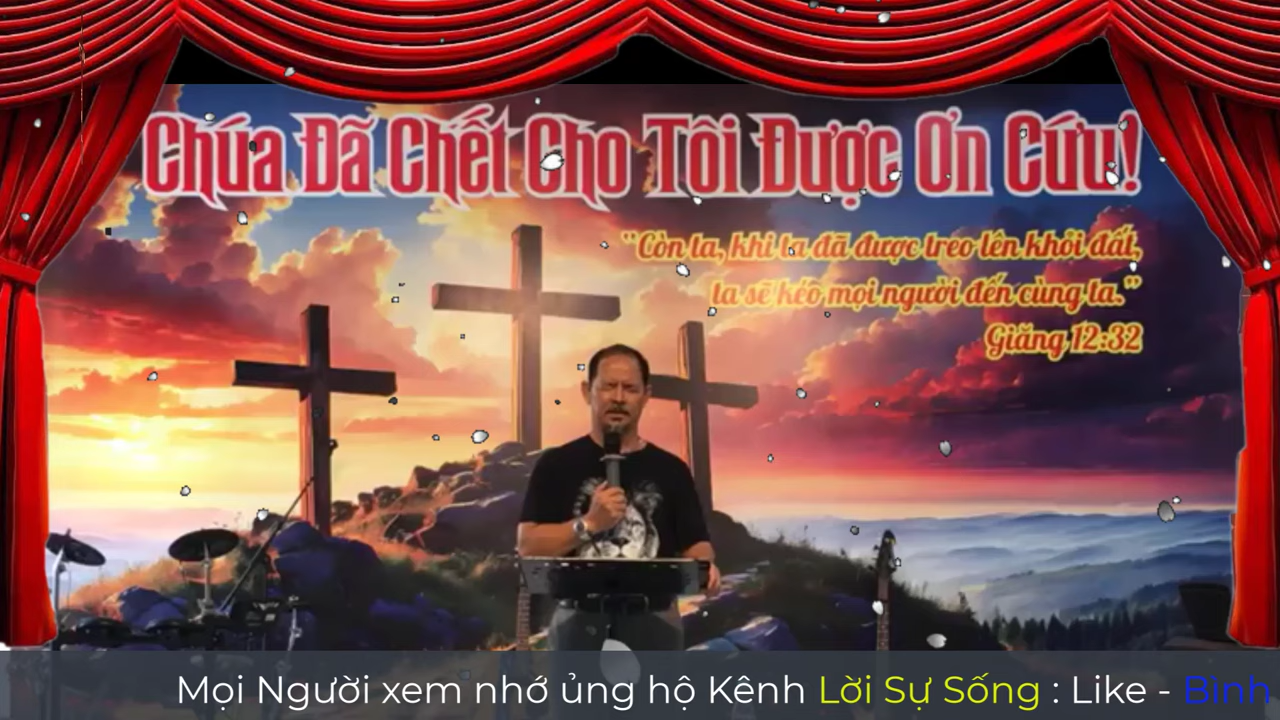 Chúa Đã Chết Cho Tôi Được Ơn Cứu!
"Còn ta, khi ta đã được treo lên khỏi đất,
ta sẽ kéo mọi người đến cùng ta."
Giăng 12:32
Mọi Người xem nhớ ủng hộ Kênh Lời Sự Sống : Like - Bình